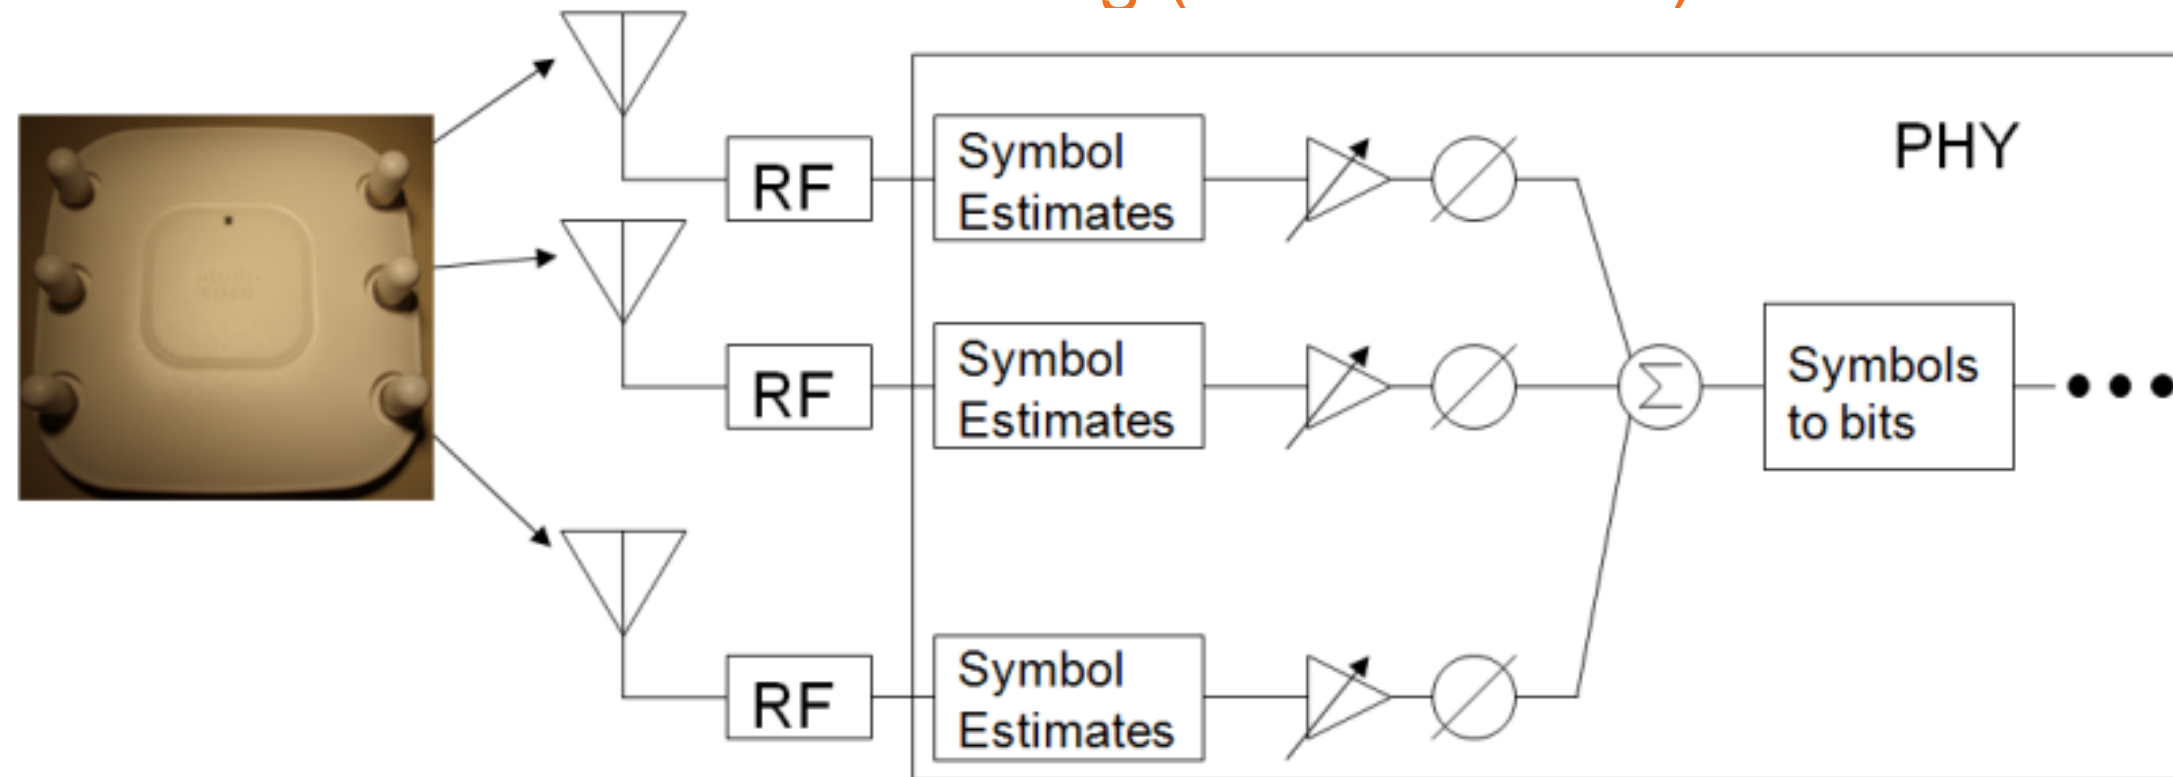 PHY
RF
Symbol
Estimates
RF
Symbol
Estimates
Σ
Symbols
to bits
RF
Symbol
Estimates